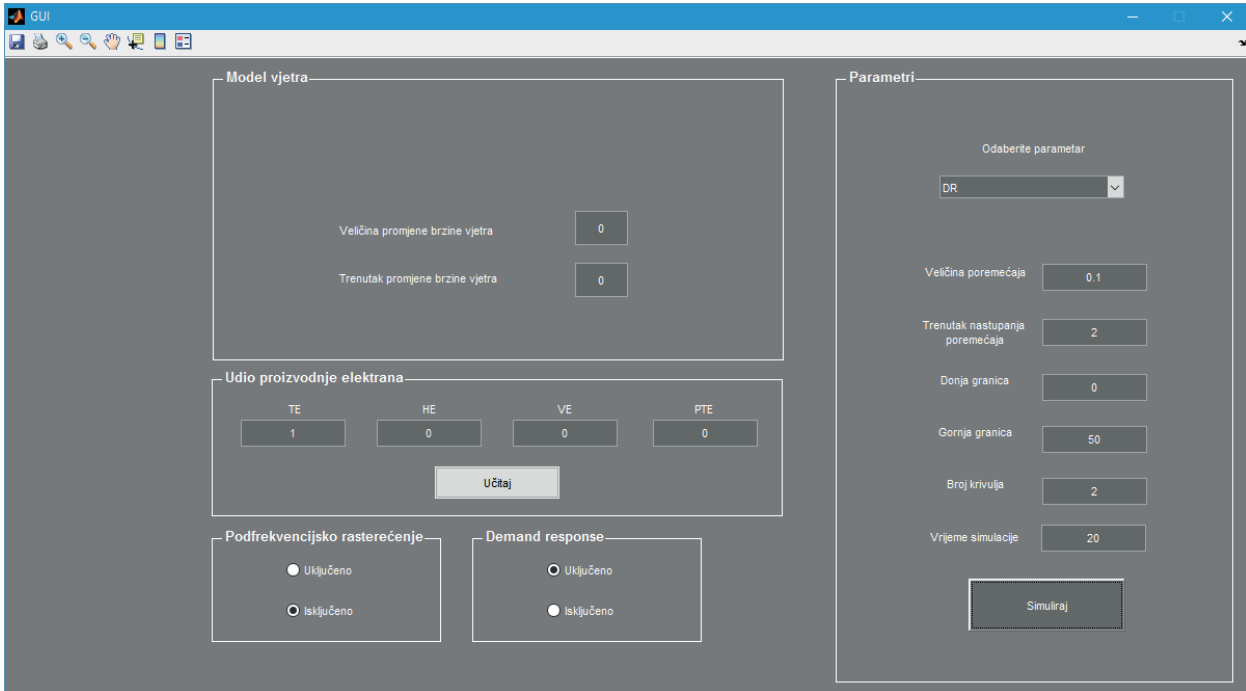 GUI
Model vjetra
Veličina promjene brzine vjetra 0
Trenutak promjene brzine vjetra 0
Udio proizvodnje elektrana
TE HE VE PTE
1 0 0 0
Učitaj
Podfrekvencijsko rasterećenje
Uključeno
Isključeno
Demand response
Uključeno
Isključeno
Parametri
Odaberite parametar
DR
Veličina poremećaja 0.1
Trenutak nastupanja
poremećaja 2
Donja granica 0
Gornja granica 50
Broj krivulja 2
Vrijeme simulacije 20
Simuliraj